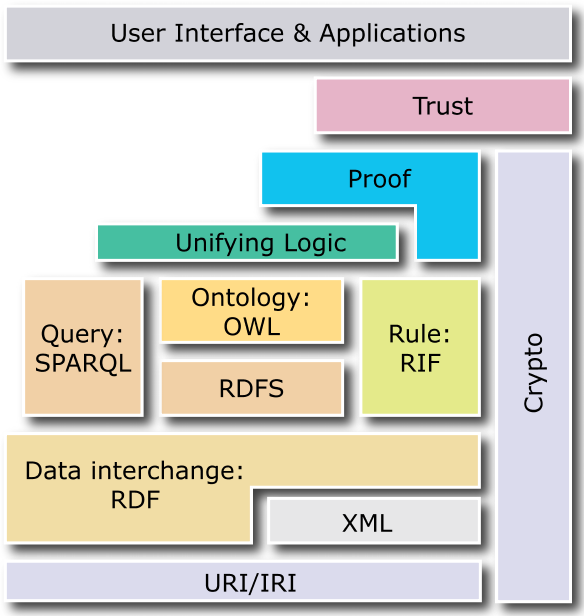 User Interface & Applications
Trust
Proof
Unifying Logic
Query:
SPARQL
Ontology:
OWL
RDFS
Rule:
RIF
Crypto
Data interchange:
RDF
XML
URI/IRI